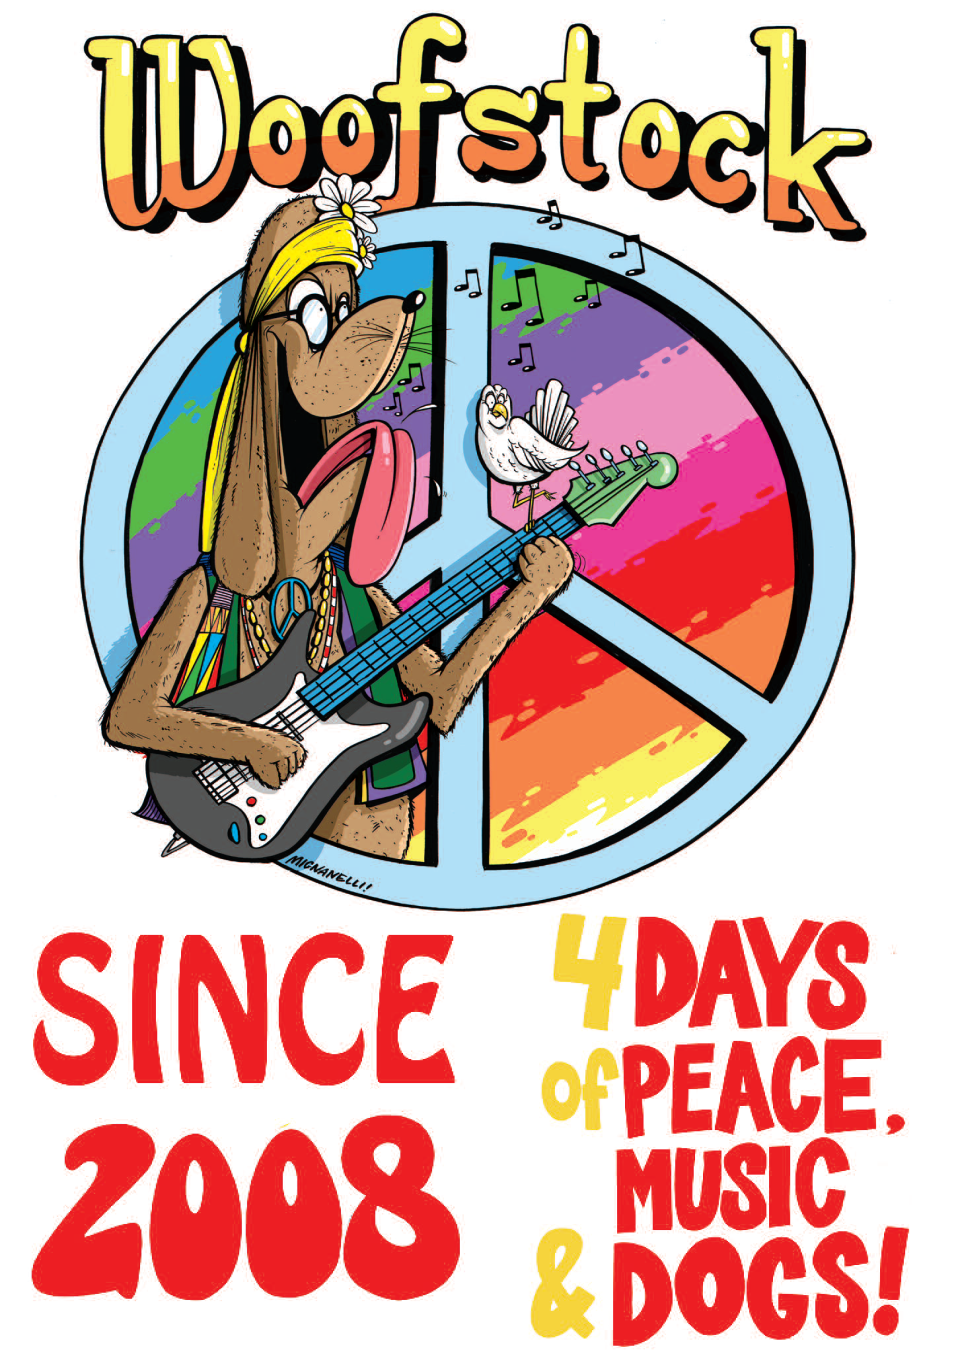 Woofstock
MIGNANELLI!
SINCE
2008
4 DAYS
of PEACE,
MUSIC
& DOGS!